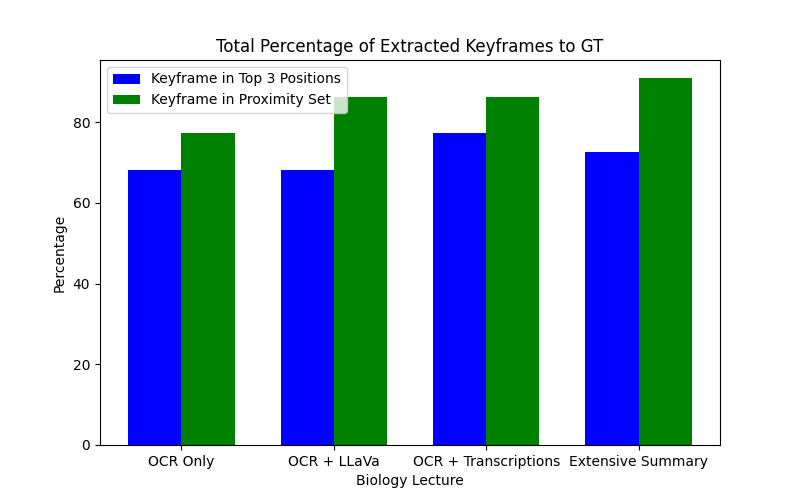 Total Percentage of Extracted Keyframes to GT
Keyframe in Top 3 Positions
Keyframe in Proximity Set
80
60
40
20
0
Percentage
OCR Only
OCR + LLaVa
OCR + Transcriptions
Extensive Summary
Biology Lecture